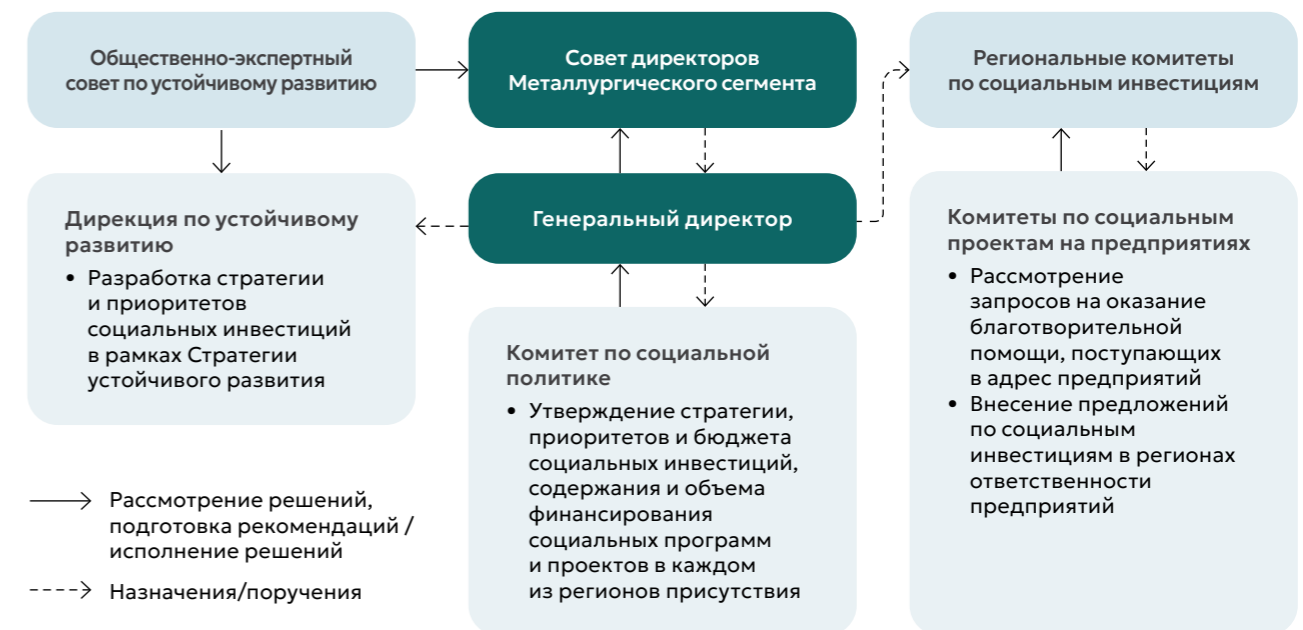 Общественно-экспертный
совет по устойчивому развитию
Совет директоров
Металлургического сегмента
Региональные комитеты
по социальным инвестициям
Дирекция по устойчивому
развитию
• Разработка стратегии
и приоритетов
социальных инвестиций
в рамках Стратегии
устойчивого развития
Генеральный директор
Комитет по социальной
политике
• Утверждение стратегии,
приоритетов и бюджета
социальных инвестиций,
содержания и объема
финансирования
социальных программ
и проектов в каждом
из регионов присутствия
Комитеты по социальным
проектам на предприятиях
• Рассмотрение
запросов на оказание
благотворительной
помощи, поступающих
в адрес предприятий
• Внесение предложений
по социальным
инвестициям в регионах
ответственности
предприятий
Рассмотрение решений,
подготовка рекомендаций /
исполнение решений
Назначения/поручения